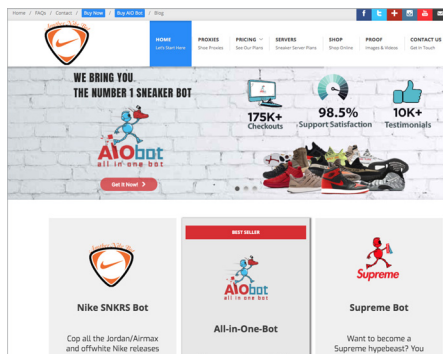 Home / FAQs / Contact / Buy Now / Buy AIO Bot / Blog
HOME
Let's Start Here
PROXIES
Shoe Proxies
PRICING
See Our Plans
SERVERS
Sneaker Server Plans
SHOP
Shop Online
PROOF
Images & Videos
CONTACT US
Get in Touch
WE BRING YOU
THE NUMBER 1 SNEAKER BOT
AIObot
all in one bot
Get It Now!
175K+
Checkouts
98.5%
Support Satisfaction
10K+
Testimonials
Nike SNKRS Bot
Cop all the Jordan/Airmax
and offwhite Nike releases
BEST SELLER
AIObot
all in one bot
All-in-One-Bot
Supreme
Supreme Bot
Want to become a
Supreme hypebeast? You